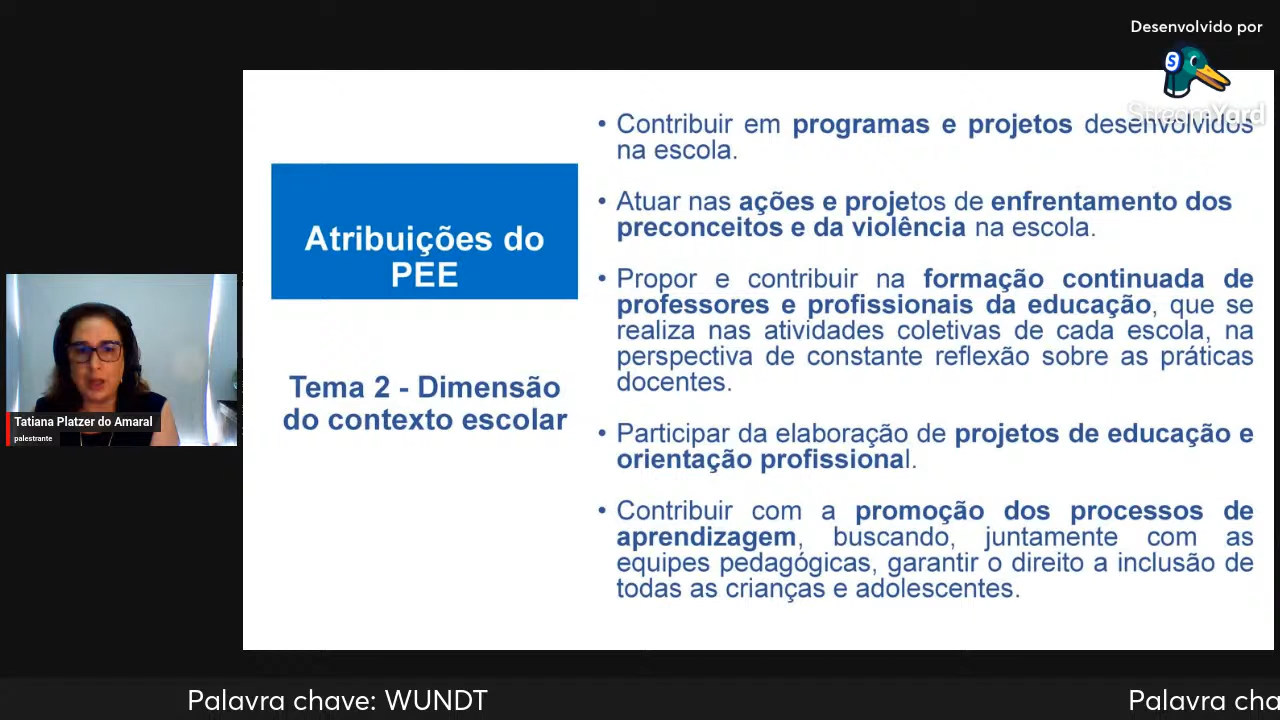 Desenvolvido por
StreamYard
• Contribuir em programas e projetos desenvolvidos
na escola.
Atribuições do
PEE
• Atuar nas ações e projetos de enfrentamento dos
preconceitos e da violência na escola.
• Propor e contribuir na formação continuada de
professores e profissionais da educação, que se
realiza nas atividades coletivas de cada escola, na
perspectiva de constante reflexão sobre as práticas
docentes.
Tema 2 - Dimensão
do contexto escolar
• Participar da elaboração de projetos de educação e
orientação profissional.
• Contribuir com a promoção dos processos de
aprendizagem, buscando, juntamente com as
equipes pedagógicas, garantir o direito a inclusão de
todas as crianças e adolescentes.
Tatiana Platzer do Amaral
palestrante
Palavra chave: WUNDT
Palavra cha